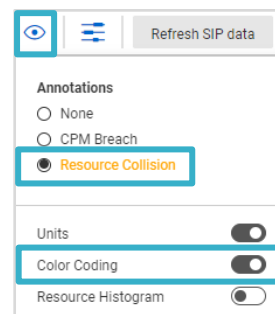 Refresh SIP data
Annotations
None
CPM Breach
Resource Collision
Units
Color Coding
Resource Histogram